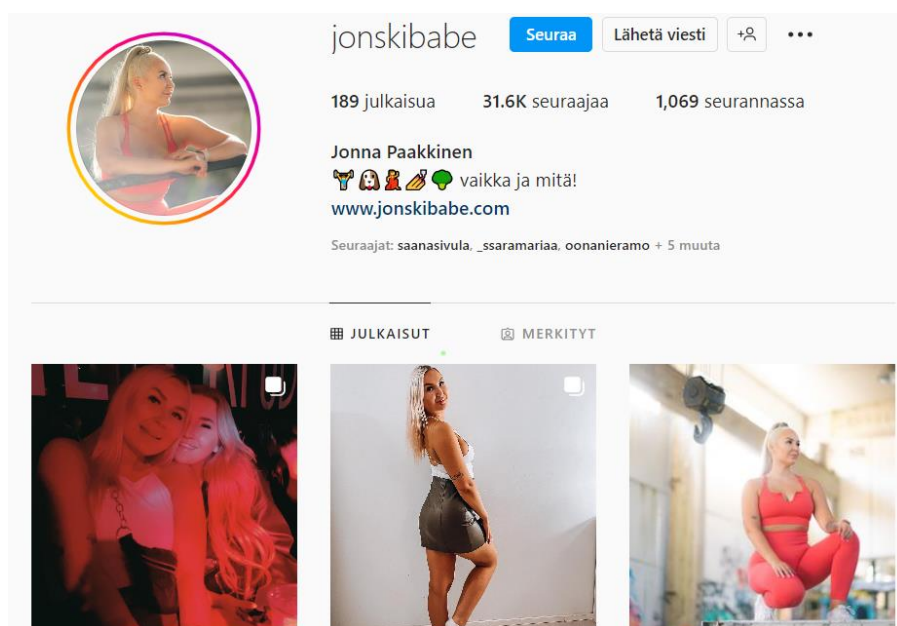 jonskibabe Seuraa Lähetä viesti
189 julkaisua 31.6K seuraajaa 1,069 seurannassa
Jonna Paakkinen
🏋️🐶💃💅🌳 vaikka ja mitä!
www.jonskibabe.com
Seuraajat: saanasivula, _ssaramariaa, oonanieramo + 5 muuta
JULKAISUT MERKITYT